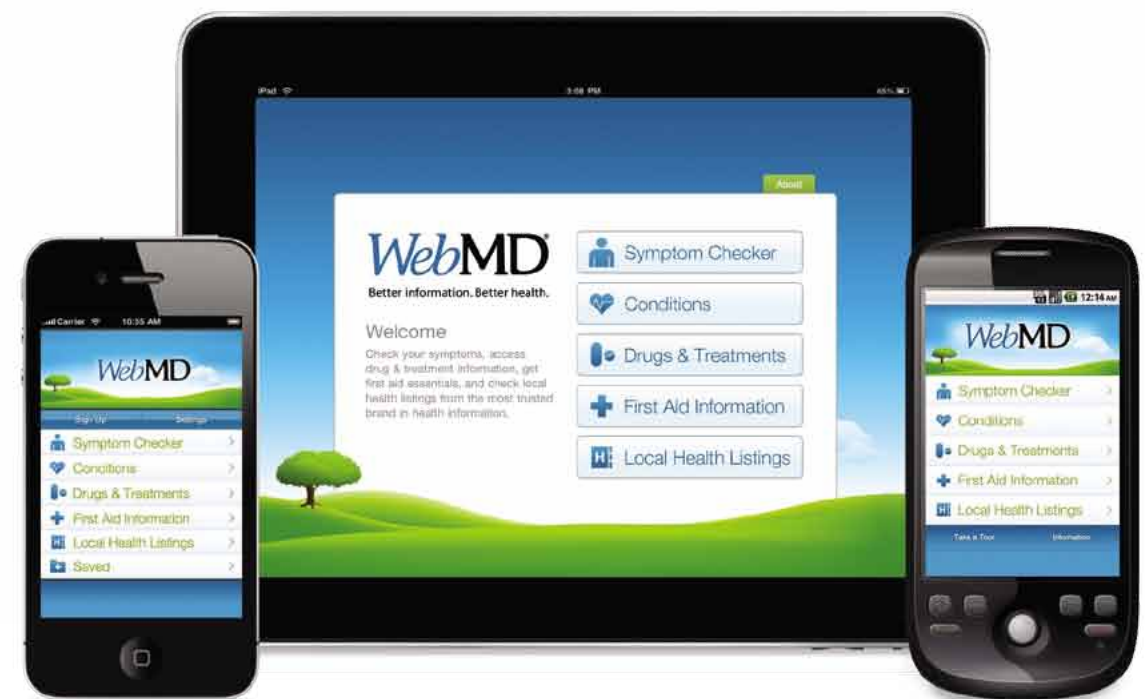 iPad
3:08 PM
About
WebMD®
Better information. Better health.
Welcome
Check your symptoms, access
drug & treatment information, get
first aid essentials, and check local
health listings from the most trusted
brand in health information.
Symptom Checker
Conditions
Drugs & Treatments
First Aid Information
Local Health Listings
Carrier
10:35 AM
WebMD
Sign Up
Settings
Symptom Checker
Conditions
Drugs & Treatments
First Aid Information
Local Health Listings
Saved
12:14 AM
WebMD
Symptom Checker
Conditions
Drugs & Treatments
First Aid Information
Local Health Listings
Take a Tour
Information